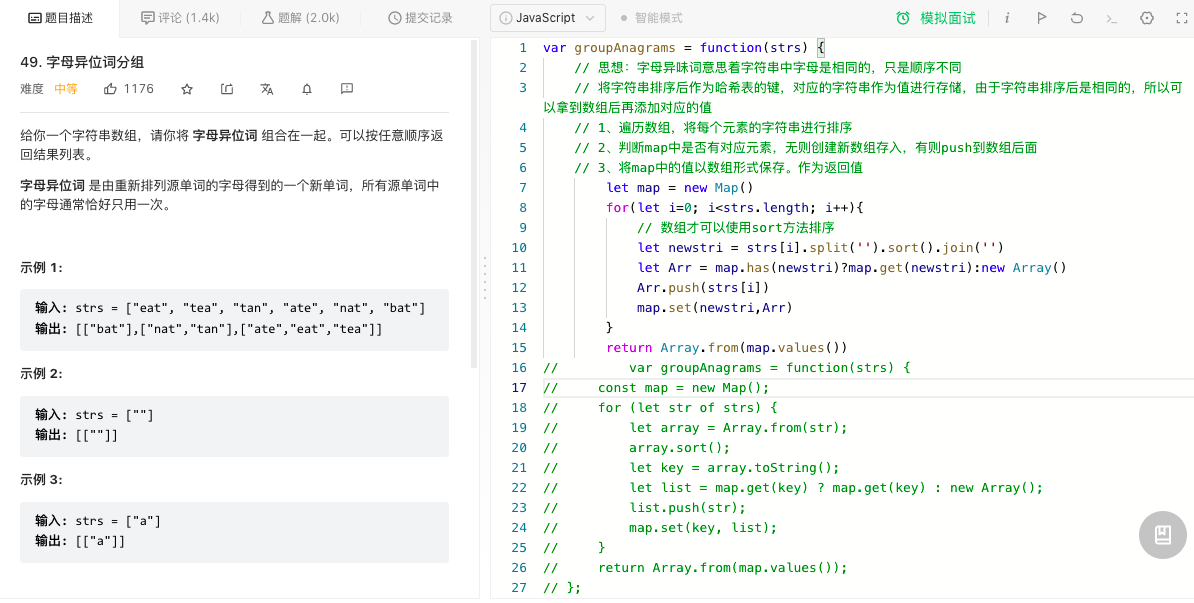 题目描述
评论 (1.4k)
题解 (2.0k)
提交记录
49. 字母异位词分组
难度 中等 1176
给你一个字符串数组，请你将 字母异位词 组合在一起。可以按任意顺序返
回结果列表。
字母异位词 是由重新排列源单词的字母得到的一个新单词，所有源单词中
的字母通常恰好只用一次。
示例 1:
输入: strs = ["eat", "tea", "tan", "ate", "nat", "bat"]
输出: [["bat"],["nat","tan"],["ate","eat","tea"]]
示例 2:
输入: strs = [""]
输出: [[""]]
示例 3:
输入: strs = ["a"]
输出: [["a"]]
JavaScript
智能模式
模拟面试
1 var groupAnagrams = function(strs) {
2 // 思想：字母异味词意思着字符串中字母是相同的，只是顺序不同
3 // 将字符串排序后作为哈希表的键，对应的字符串作为值进行存储，由于字符串排序后是相同的，所以可
以拿到数组后再添加对应的值
4 // 1、遍历数组，将每个元素的字符串进行排序
5 // 2、判断map中是否有对应元素，无则创建新数组存入，有则push到数组后面
6 // 3、将map中的值以数组形式保存。作为返回值
7 let map = new Map()
8 for(let i=0; i<strs.length; i++){
9 // 数组才可以使用sort方法排序
10 let newstri = strs[i].split('').sort().join('')
11 let Arr = map.has(newstri)?map.get(newstri):new Array()
12 Arr.push(strs[i])
13 map.set(newstri,Arr)
14 }
15 return Array.from(map.values())
16 // var groupAnagrams = function(strs) {
17 // const map = new Map();
18 // for (let str of strs) {
19 // let array = Array.from(str);
20 // array.sort();
21 // let key = array.toString();
22 // let list = map.get(key) ? map.get(key) : new Array();
23 // list.push(str);
24 // map.set(key, list);
25 // }
26 // return Array.from(map.values());
27 // };